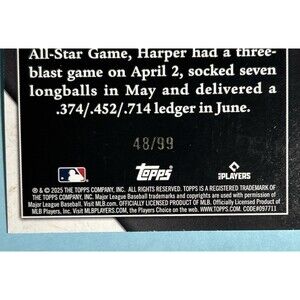 All-Star Game, Harper had a three-
blast game on April 2, socked seven
longballs in May and delivered a
.374/.452/.714 ledger in June.
48/99
Topps
PLAYERS
® & © 2025 THE TOPPS COMPANY, INC. ALL RIGHTS RESERVED. TOPPS IS A REGISTERED TRADEMARK OF
THE TOPPS COMPANY, INC. Major League Baseball trademarks and copyrights are used with permission of
Major League Baseball. Visit MLB.com. OFFICIALLY LICENSED PRODUCT OF MLB. Officially Licensed Product of
MLB Players, Inc. Visit MLBPLAYERS.com, the Players Choice on the web. WWW.TOPPS.COM. CODE#097711